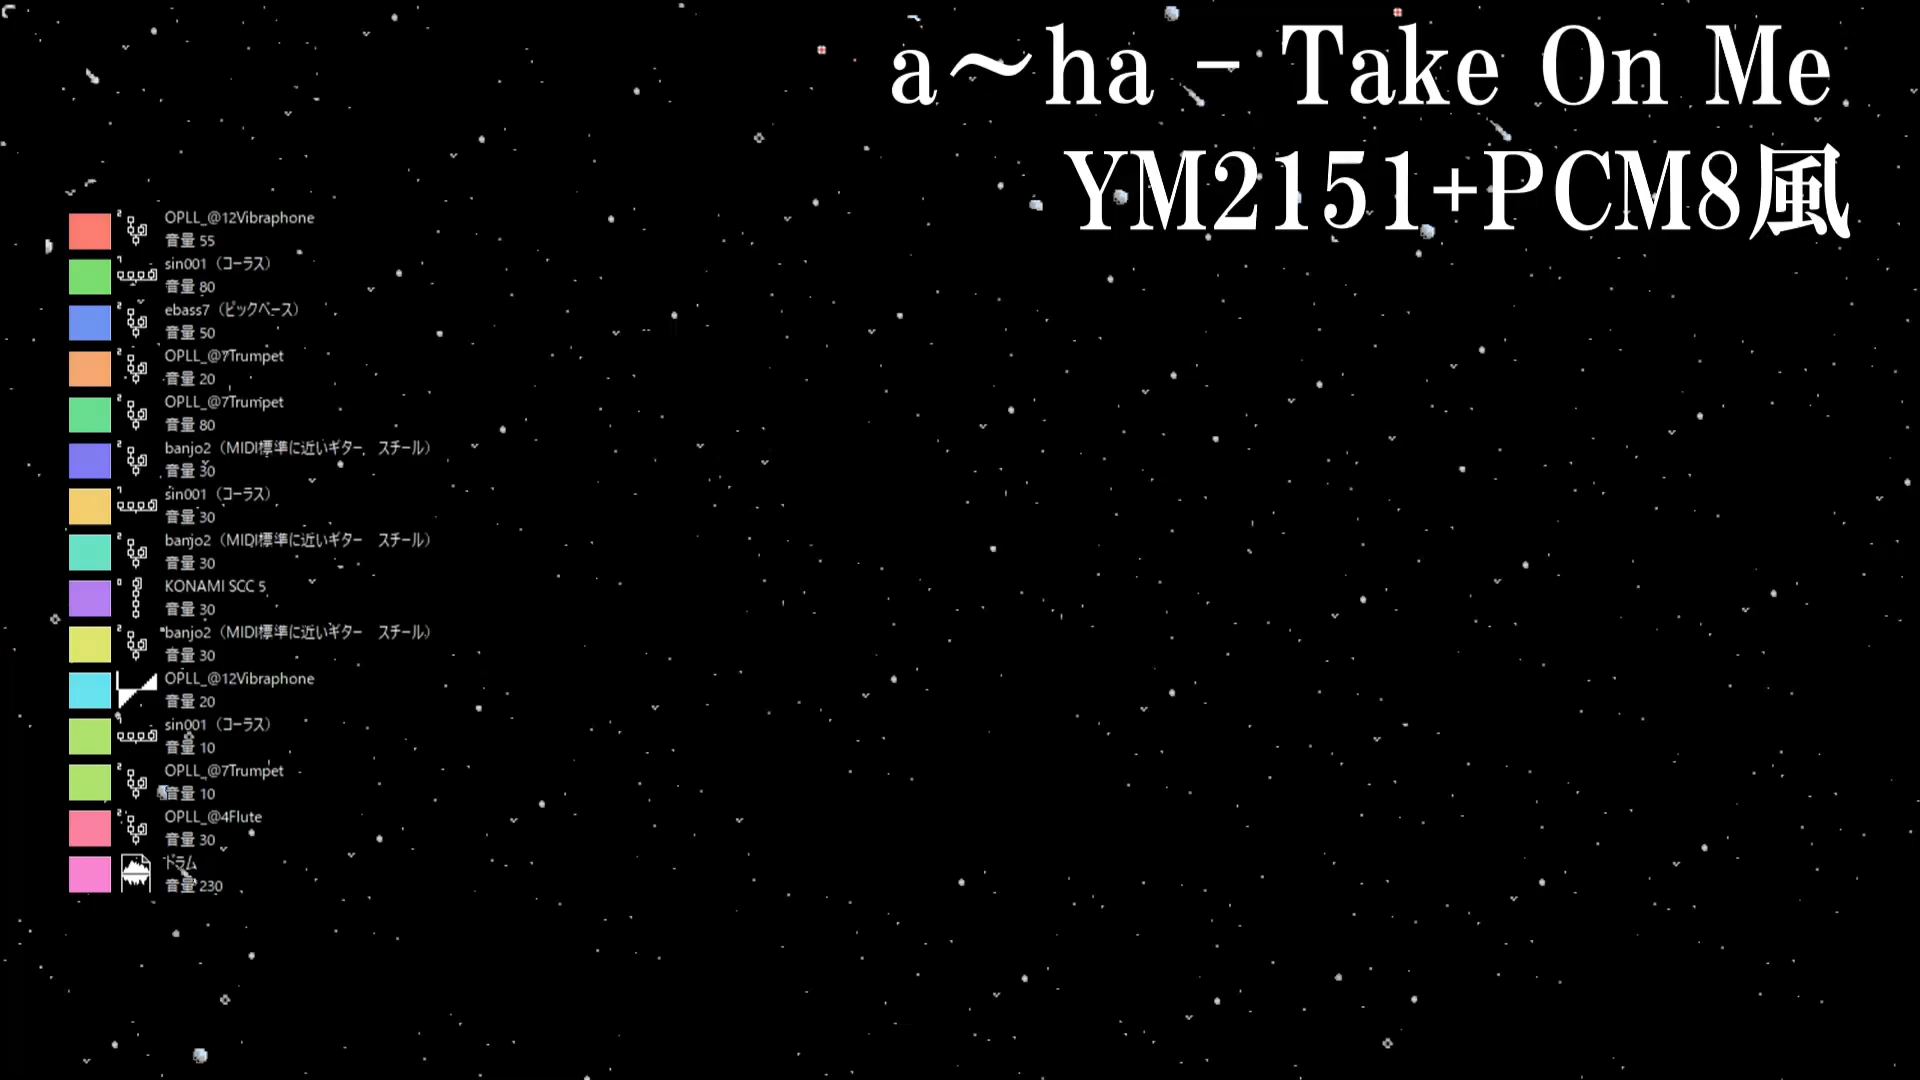 a～ha - Take On Me
YM2151+PCM8風
OPLL_@12Vibraphone
音量 55
sin001（コーラス）
音量 80
ebass7（ピックベース）
音量 50
OPLL_@7Trumpet
音量 20
OPLL_@7Trumpet
音量 80
banjo2（MIDI標準に近いギター　スチール）
音量 30
sin001（コーラス）
音量 30
banjo2（MIDI標準に近いギター　スチール）
音量 30
KONAMI SCC 5
音量 30
banjo2（MIDI標準に近いギター　スチール）
音量 30
OPLL_@12Vibraphone
音量 20
sin001（コーラス）
音量 10
OPLL_@7Trumpet
音量 10
OPLL_@4Flute
音量 30
ドラム
音量 230